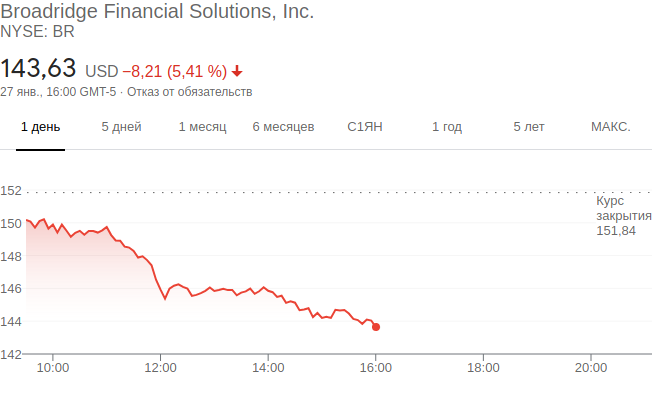 Broadridge Financial Solutions, Inc.
NYSE: BR
143,63 USD −8,21 (5,41 %)
27 янв., 16:00 GMT-5 · Отказ от обязательств
1 день 5 дней 1 месяц 6 месяцев С1ЯН 1 год 5 лет МАКС.
152
Курс
закрытия
151,84
150
148
146
144
142
10:00 12:00 14:00 16:00 18:00 20:00